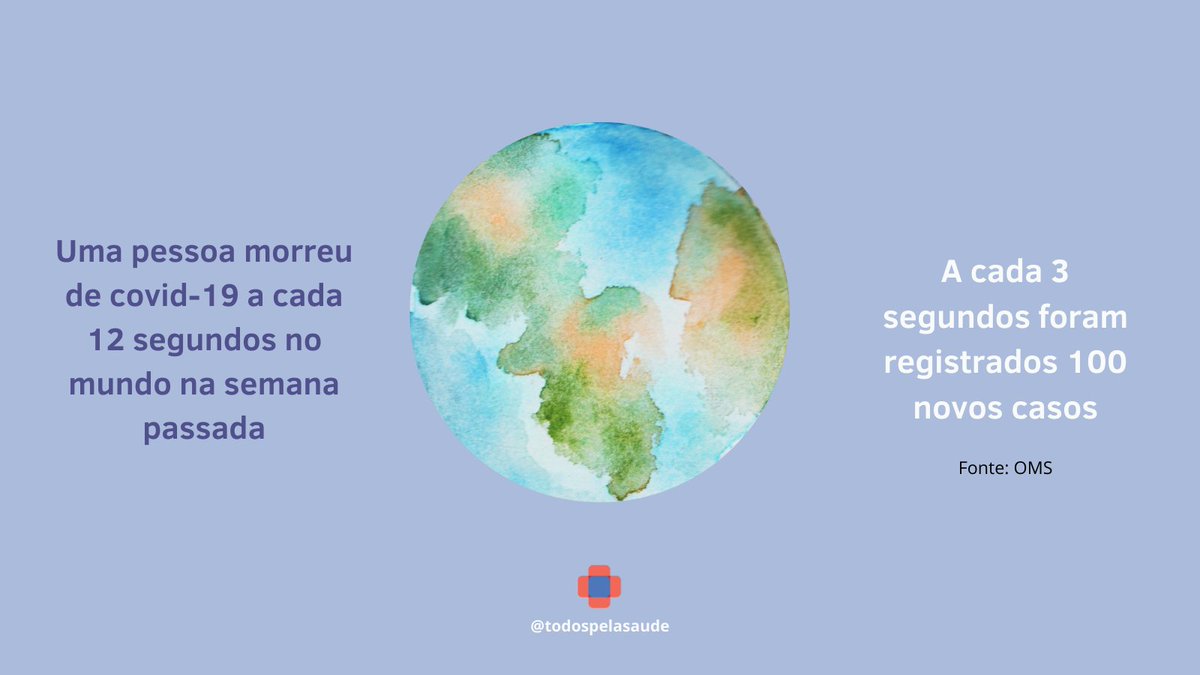 Uma pessoa morreu
de covid-19 a cada
12 segundos no
mundo na semana
passada
A cada 3
segundos foram
registrados 100
novos casos
Fonte: OMS
@todospelasaude